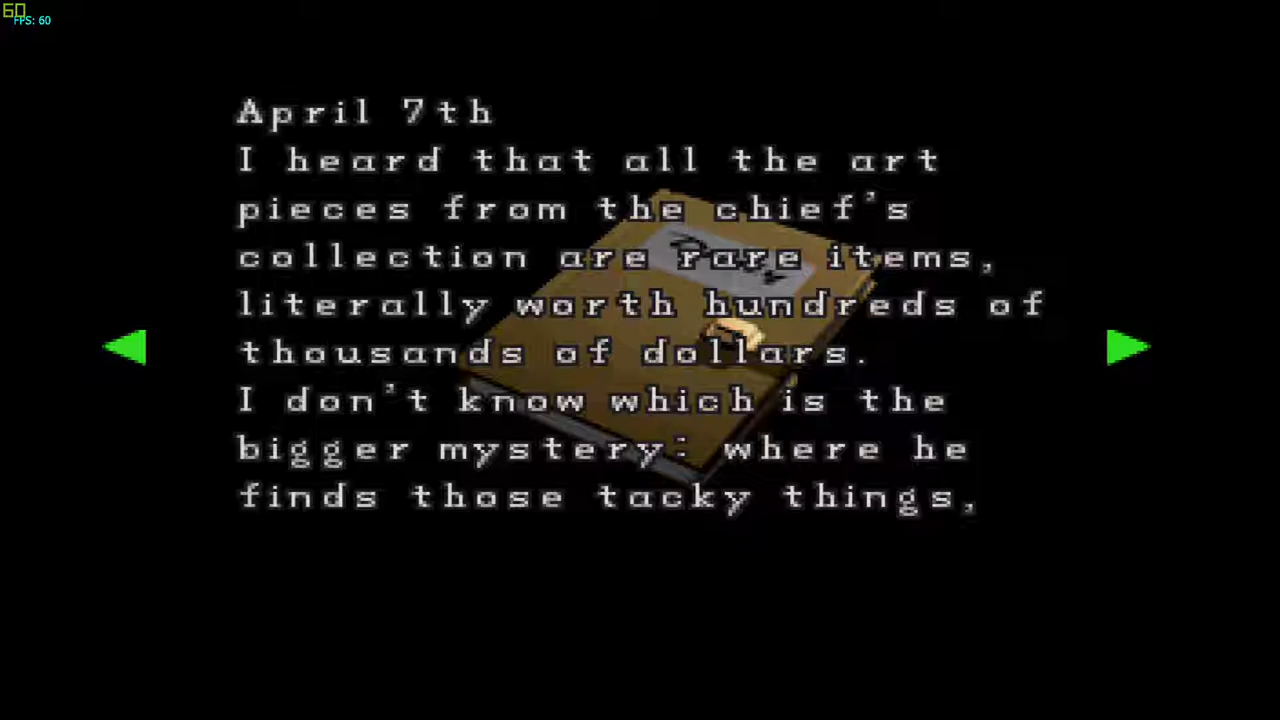 60
FPS: 60
April 7th
I heard that all the art
pieces from the chief's
collection are rare items,
literally worth hundreds of
thousands of dollars.
I don't know which is the
bigger mystery: where he
finds those tacky things,